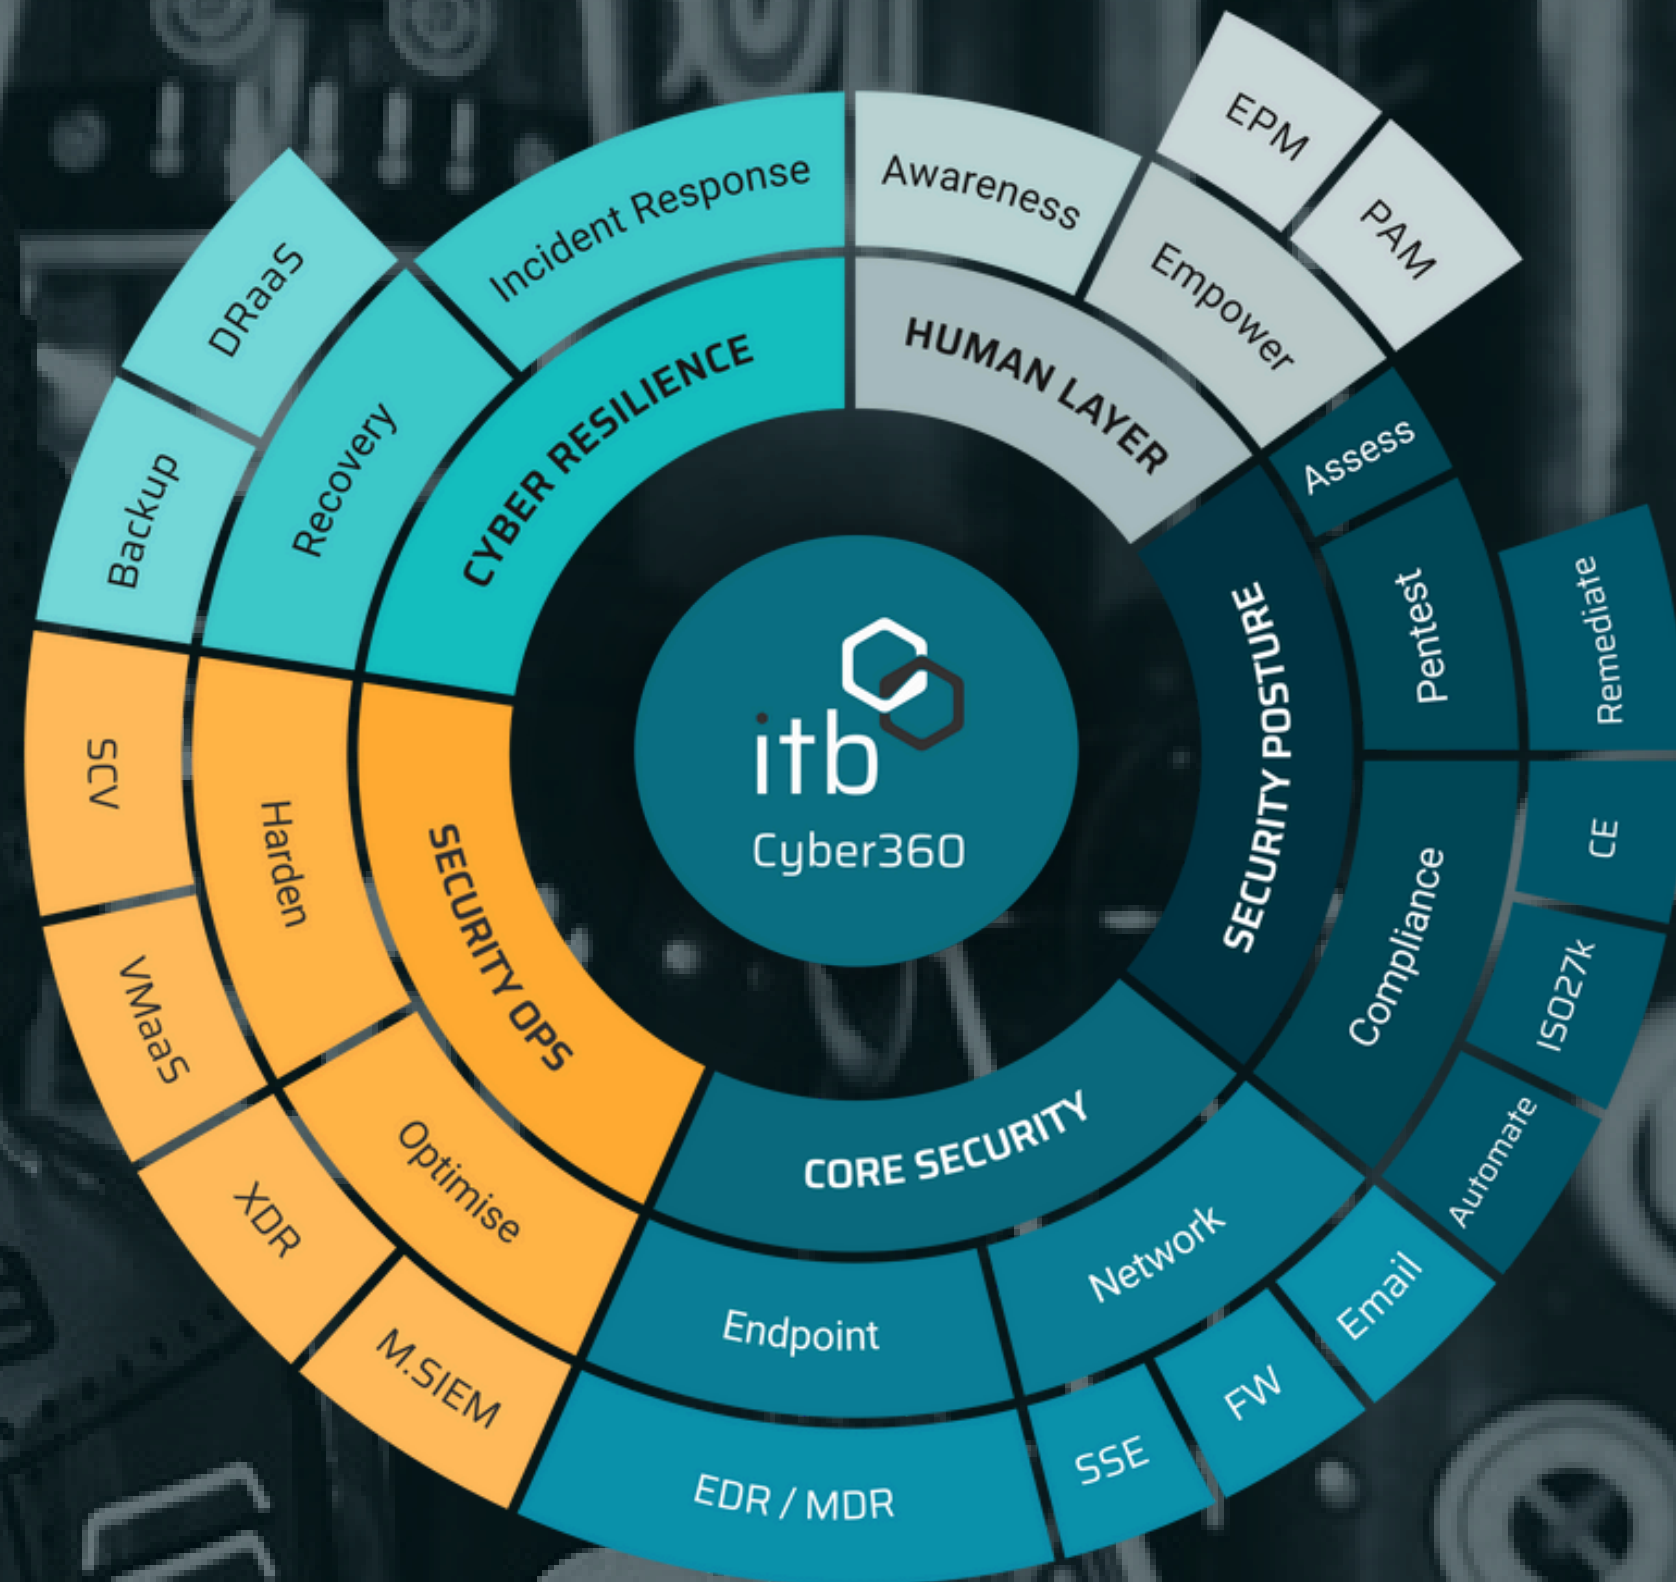 itb
Cyber360
HUMAN LAYER
Awareness
Empower
EPM
PAM
SECURITY POSTURE
Assess
Pentest
Remediate
Compliance
CE
ISO27k
Automate
CORE SECURITY
Network
Email
FW
SSE
Endpoint
EDR / MDR
SECURITY OPS
Optimise
M.SIEM
XDR
Harden
VMaaS
SCV
CYBER RESILIENCE
Recovery
Backup
DRaaS
Incident Response